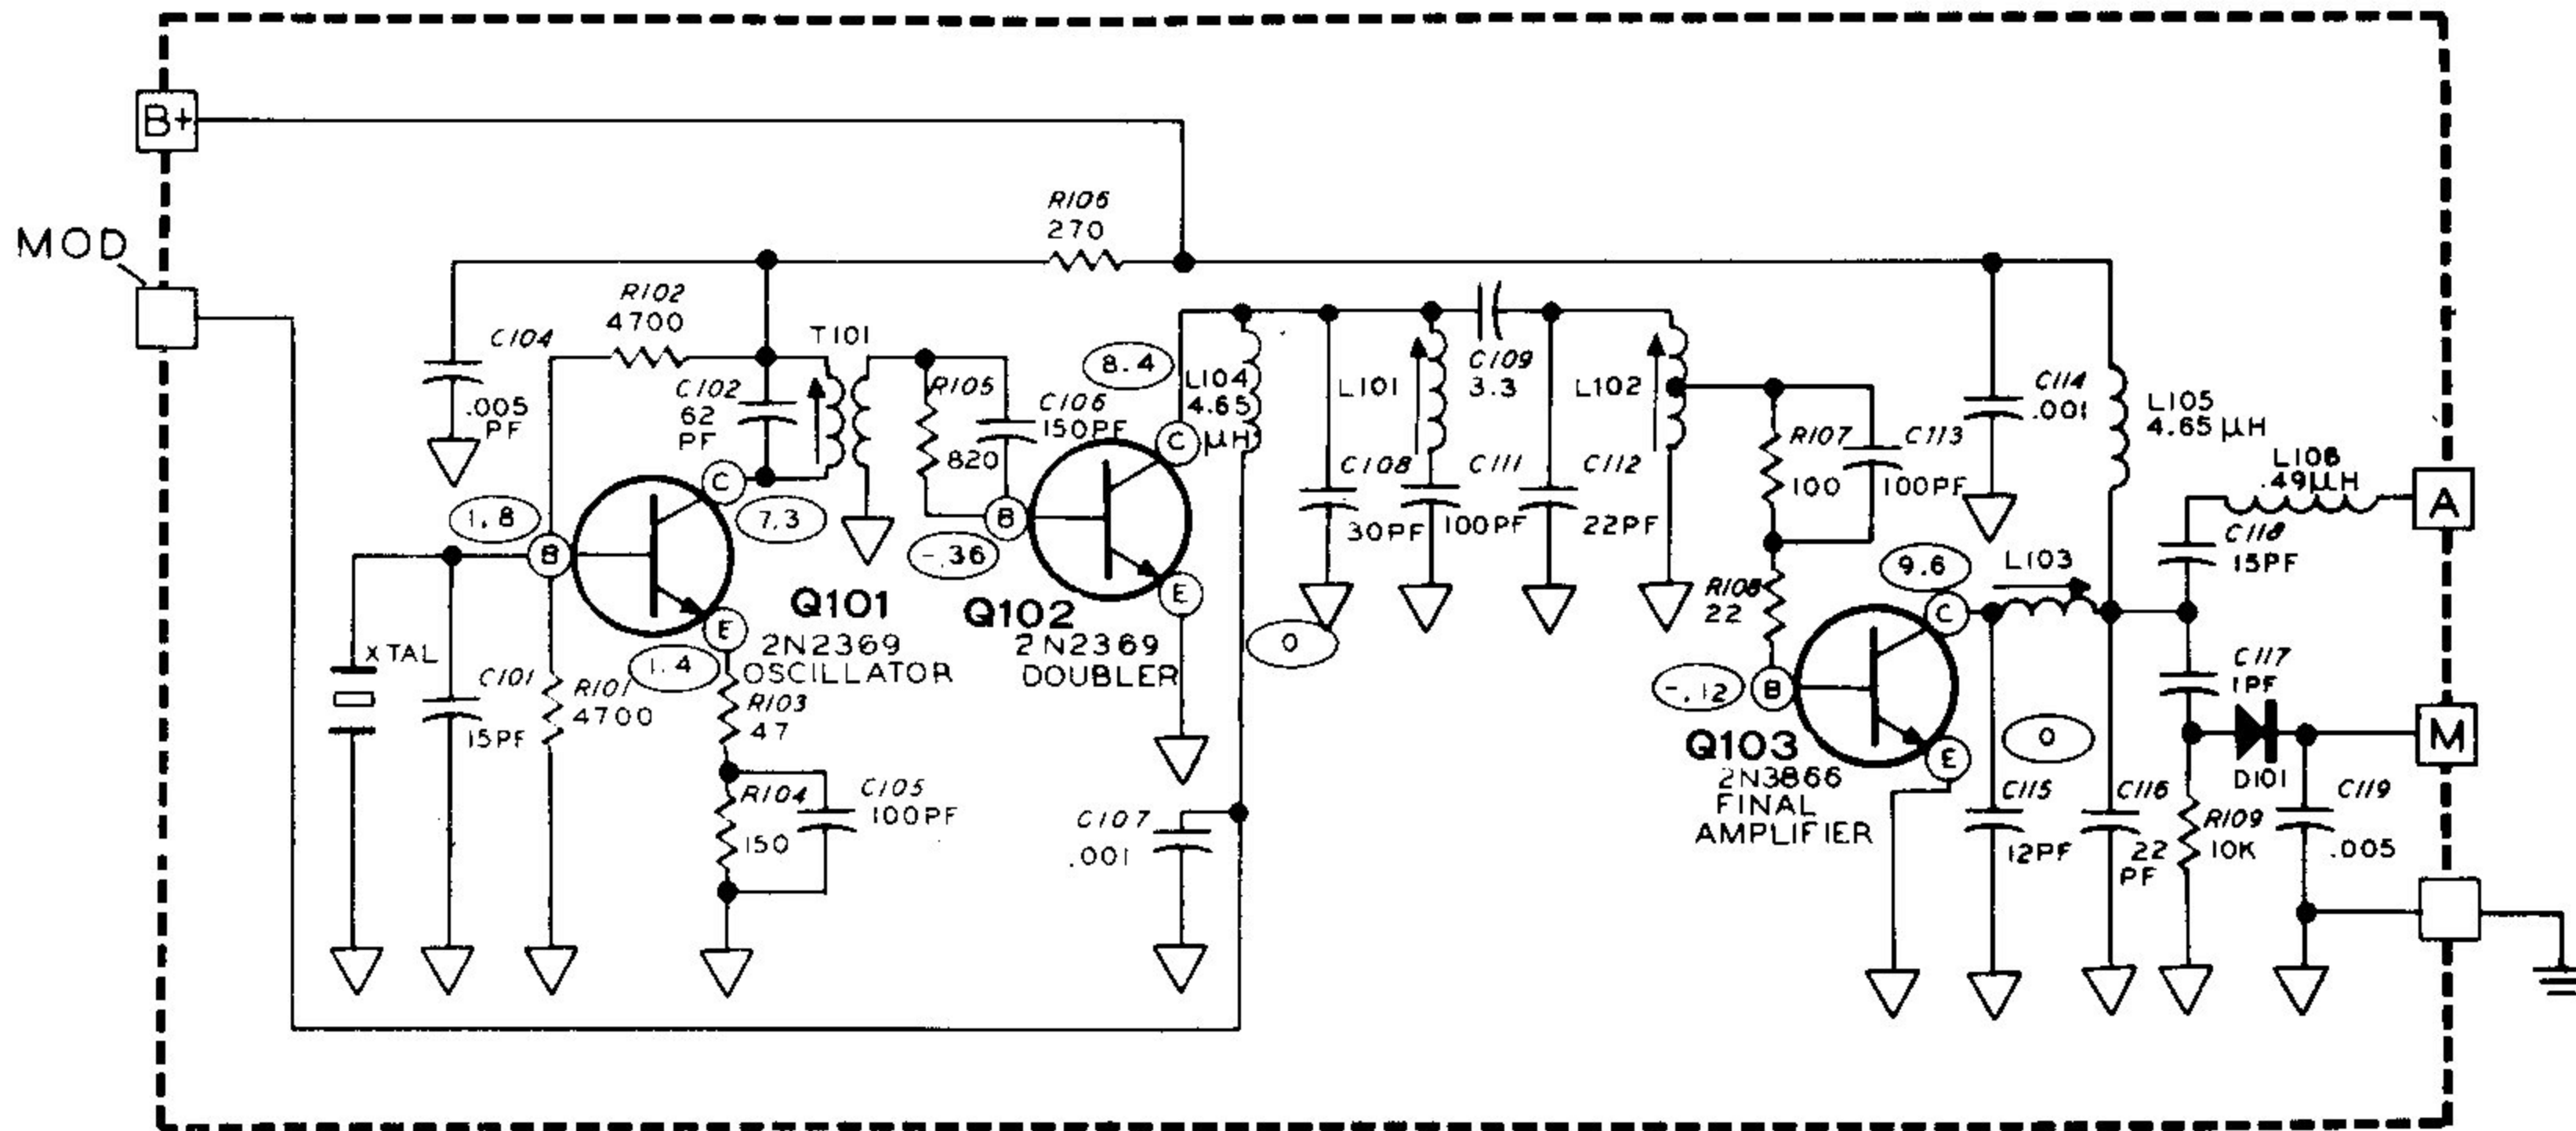 B+
MOD
R106
270
R102
4700
T101
C104
.005
PF
C102
62
PF
R105
820
C106
150PF
8.4
L104
4.65
μH
L101
C109
3.3
L102
C114
.001
L105
4.65μH
L106
.49μH
A
1.8
B
C
7.3
-.36
B
C
E
C108
30PF
C111
100PF
C112
22PF
R107
100
C113
100PF
C118
15PF
XTAL
C101
15PF
R101
4700
1.4
E
Q101
2N2369
OSCILLATOR
R103
47
R104
150
C105
100PF
Q102
2N2369
DOUBLER
0
C107
.001
R108
22
9.6
L103
C
-.12
B
E
Q103
2N3866
FINAL
AMPLIFIER
0
C115
12PF
C116
22
PF
C117
1PF
D101
R109
10K
C119
.005
M